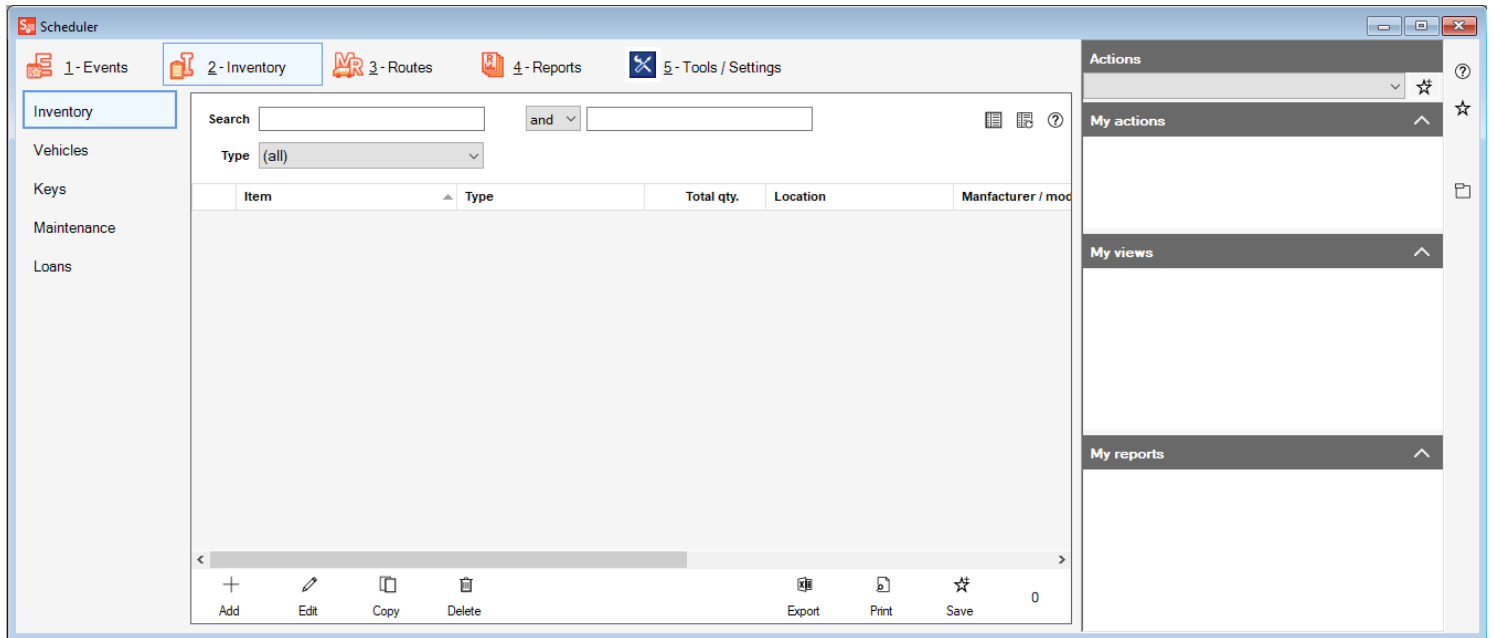 Scheduler
1 - Events
2 - Inventory
3 - Routes
4 - Reports
5 - Tools / Settings
Inventory
Vehicles
Keys
Maintenance
Loans
Search
and
Type (all)
Item Type Total qty. Location Manfacturer / mod
Add Edit Copy Delete Export Print Save 0
Actions
My actions
My views
My reports